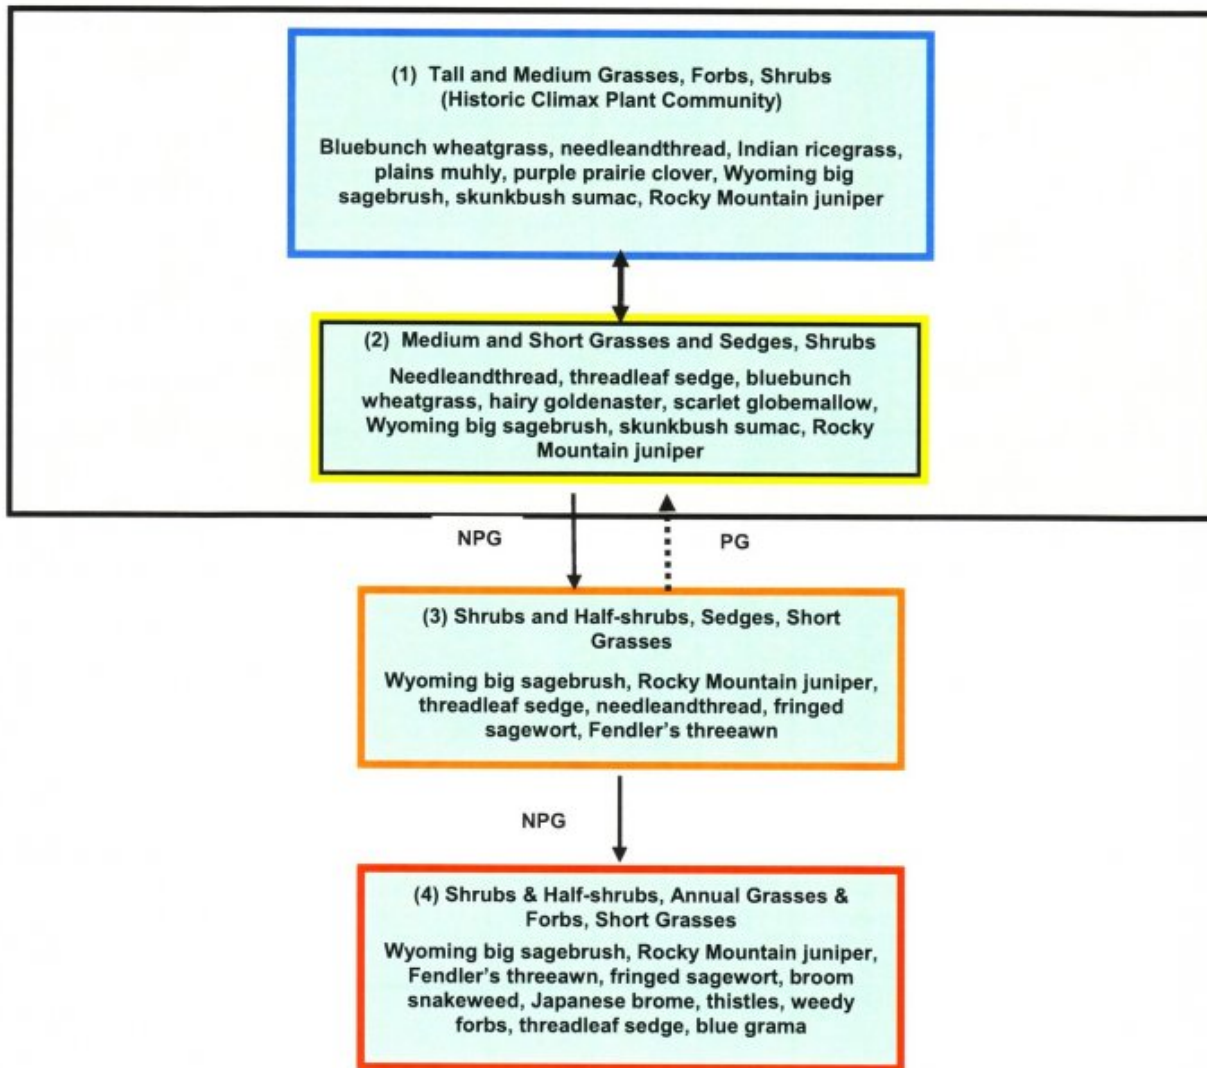 (1) Tall and Medium Grasses, Forbs, Shrubs
(Historic Climax Plant Community)
Bluebunch wheatgrass, needleandthread, Indian ricegrass,
plains muhly, purple prairie clover, Wyoming big
sagebrush, skunkbush sumac, Rocky Mountain juniper
(2) Medium and Short Grasses and Sedges, Shrubs
Needleandthread, threadleaf sedge, bluebunch
wheatgrass, hairy goldenaster, scarlet globemallow,
Wyoming big sagebrush, skunkbush sumac, Rocky
Mountain juniper
NPG
PG
(3) Shrubs and Half-shrubs, Sedges, Short
Grasses
Wyoming big sagebrush, Rocky Mountain juniper,
threadleaf sedge, needleandthread, fringed
sagewort, Fendler's threeawn
NPG
(4) Shrubs & Half-shrubs, Annual Grasses &
Forbs, Short Grasses
Wyoming big sagebrush, Rocky Mountain juniper,
Fendler's threeawn, fringed sagewort, broom
snakeweed, Japanese brome, thistles, weedy
forbs, threadleaf sedge, blue grama